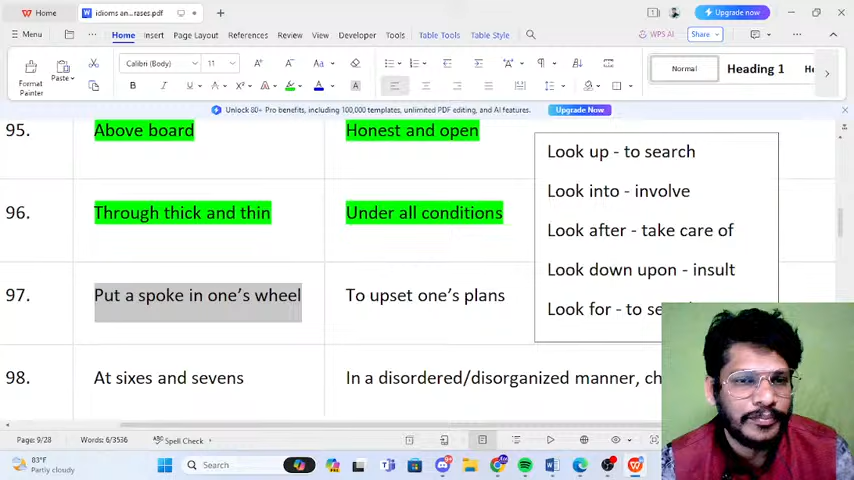 Home
idioms an...rases.pdf
Upgrade now
Menu
Home Insert Page Layout References Review View Developer Tools Table Tools Table Style
WPS AI
Share
Format Painter
Paste
Calibri (Body) 11
Normal
Heading 1
Unlock 80+ Pro benefits, including 100,000 templates, unlimited PDF editing, and AI features. Upgrade Now
95. Above board Honest and open
96. Through thick and thin Under all conditions
97. Put a spoke in one's wheel To upset one's plans
98. At sixes and sevens In a disordered/disorganized manner,
Look up - to search
Look into - involve
Look after - take care of
Look down upon - insult
Look for - to
Page: 9/28 Words: 6/3536 Spell Check
83°F
Partly cloudy
Search